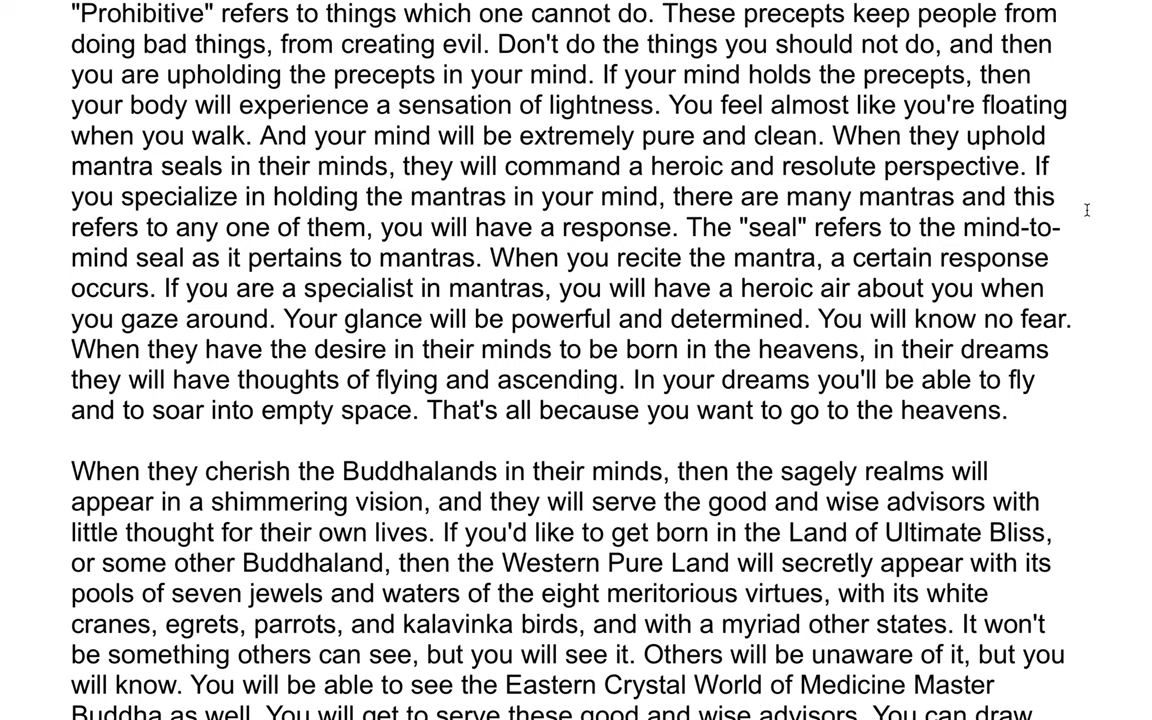 "Prohibitive" refers to things which one cannot do. These precepts keep people from
doing bad things, from creating evil. Don't do the things you should not do, and then
you are upholding the precepts in your mind. If your mind holds the precepts, then
your body will experience a sensation of lightness. You feel almost like you're floating
when you walk. And your mind will be extremely pure and clean. When they uphold
mantra seals in their minds, they will command a heroic and resolute perspective. If
you specialize in holding the mantras in your mind, there are many mantras and this
refers to any one of them, you will have a response. The "seal" refers to the mind-to-
mind seal as it pertains to mantras. When you recite the mantra, a certain response
occurs. If you are a specialist in mantras, you will have a heroic air about you when
you gaze around. Your glance will be powerful and determined. You will know no fear.
When they have the desire in their minds to be born in the heavens, in their dreams
they will have thoughts of flying and ascending. In your dreams you'll be able to fly
and to soar into empty space. That's all because you want to go to the heavens.
When they cherish the Buddhalands in their minds, then the sagely realms will
appear in a shimmering vision, and they will serve the good and wise advisors with
little thought for their own lives. If you'd like to get born in the Land of Ultimate Bliss,
or some other Buddhaland, then the Western Pure Land will secretly appear with its
pools of seven jewels and waters of the eight meritorious virtues, with its white
cranes, egrets, parrots, and kalavinka birds, and with a myriad other states. It won't
be something others can see, but you will see it. Others will be unaware of it, but you
will know. You will be able to see the Eastern Crystal World of Medicine Master
Buddha as well. You will get to serve these good and wise advisors. You can draw